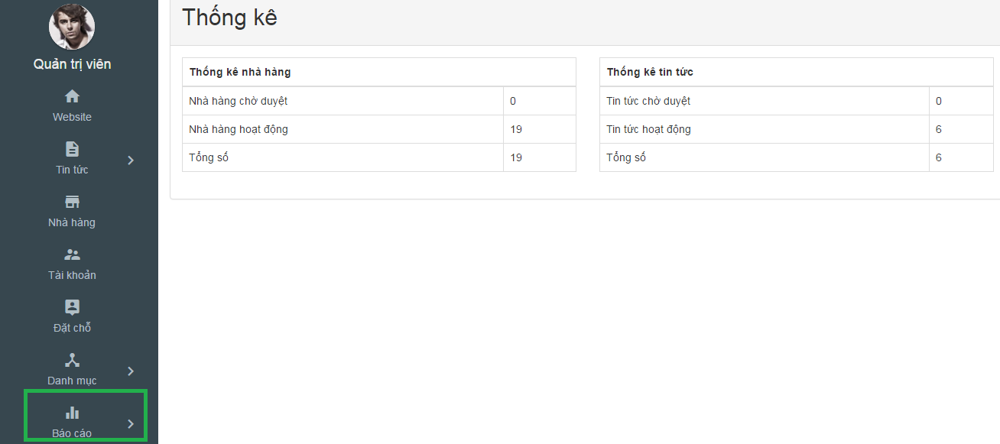 Quản trị viên
Website
Tin tức
Nhà hàng
Tài khoản
Đặt chỗ
Danh mục
Báo cáo
Thống kê
Thống kê nhà hàng
Nhà hàng chờ duyệt 0
Nhà hàng hoạt động 19
Tổng số 19
Thống kê tin tức
Tin tức chờ duyệt 0
Tin tức hoạt động 6
Tổng số 6